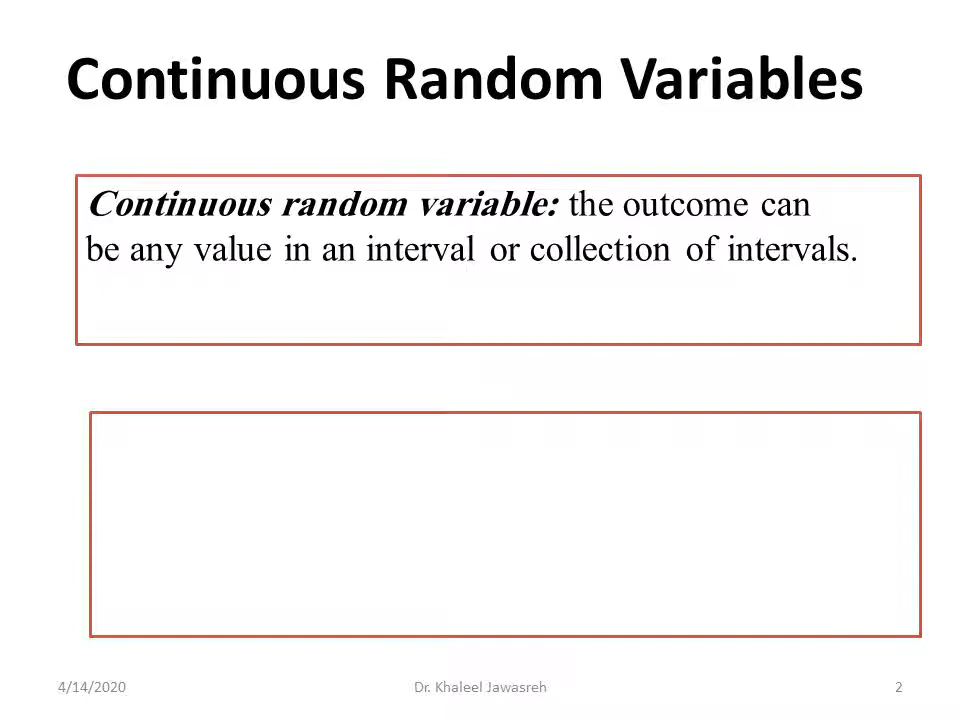 Continuous Random Variables
Continuous random variable: the outcome can
be any value in an interval or collection of intervals.
4/14/2020
Dr. Khaleel Jawasreh
2